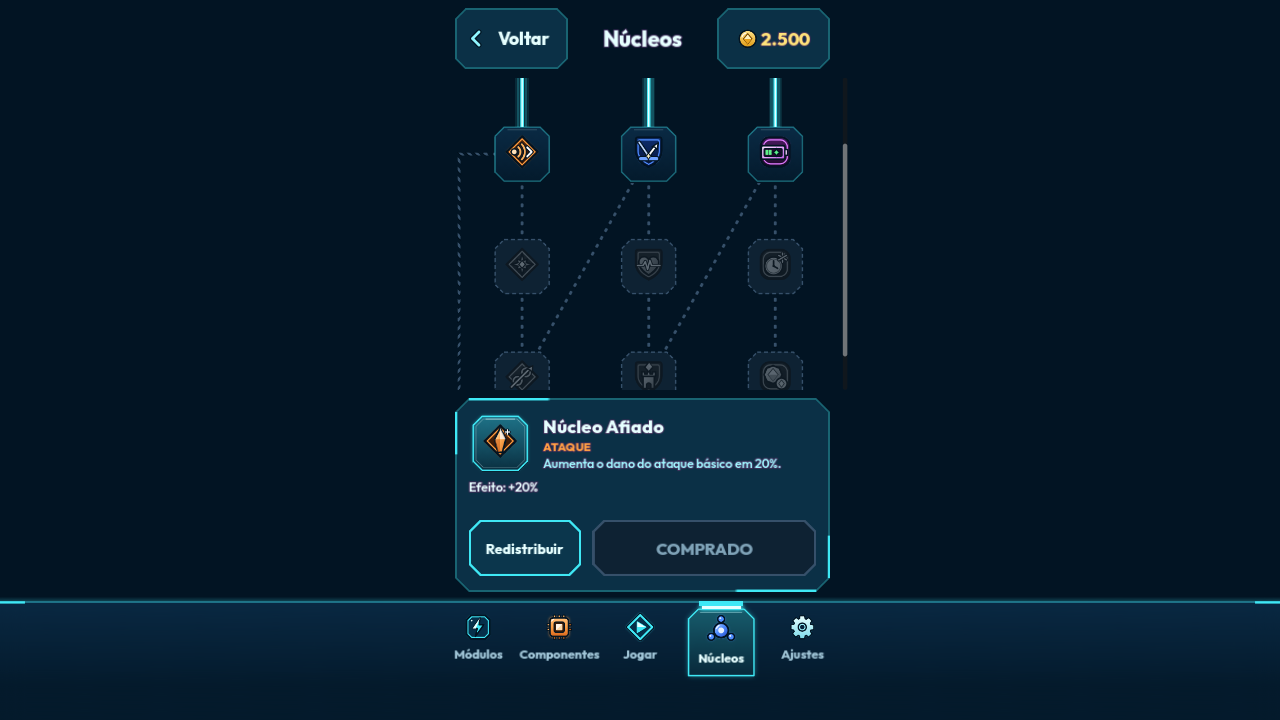 Voltar
Núcleos
2.500
Núcleo Afiado
ATAQUE
Aumenta o dano do ataque básico em 20%.
Efeito: +20%
Redistribuir
COMPRADO
Módulos
Componentes
Jogar
Núcleos
Ajustes